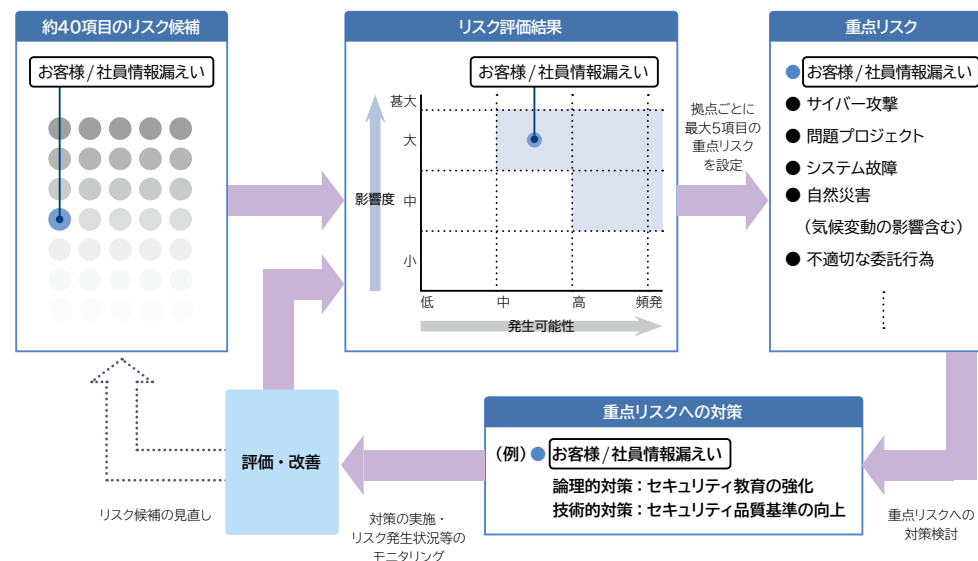 約40項目のリスク候補
お客様/社員情報漏えい
リスク評価結果
お客様/社員情報漏えい
甚大
大
中
小
影響度
低
中
高
頻発
発生可能性
拠点ごとに
最大5項目の
重点リスク
を設定
重点リスク
● お客様/社員情報漏えい
● サイバー攻撃
● 問題プロジェクト
● システム故障
● 自然災害
(気候変動の影響含む)
● 不適切な委託行為
重点リスクへの
対策検討
重点リスクへの対策
(例) ● お客様/社員情報漏えい
論理的対策：セキュリティ教育の強化
技術的対策：セキュリティ品質基準の向上
対策の実施・
リスク発生状況等の
モニタリング
評価・改善
リスク候補の見直し